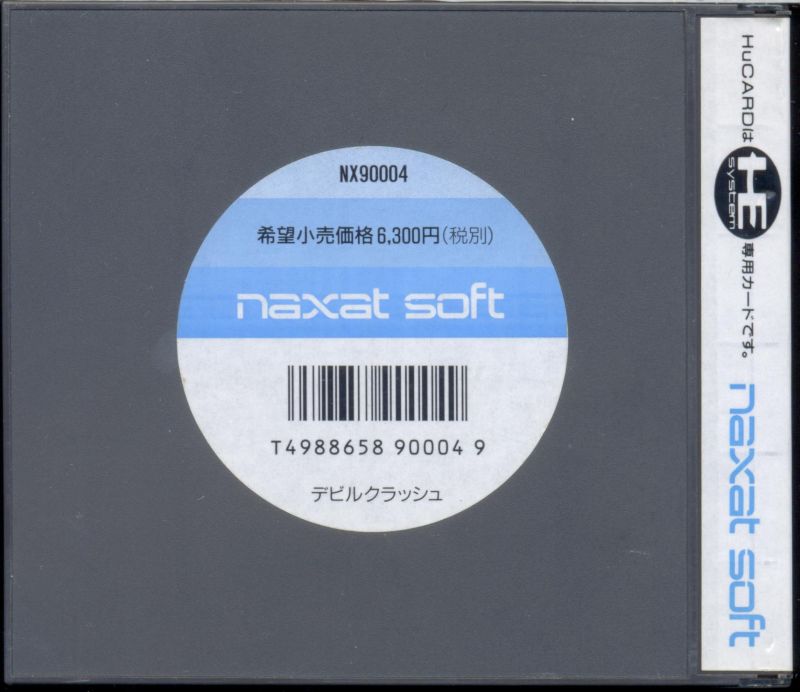 NX90004
希望小売価格6,300円(税別)
naxat soft
T4988658 90004 9
デビルクラッシュ
HuCARDは HE system 専用カードです。
naxat soft